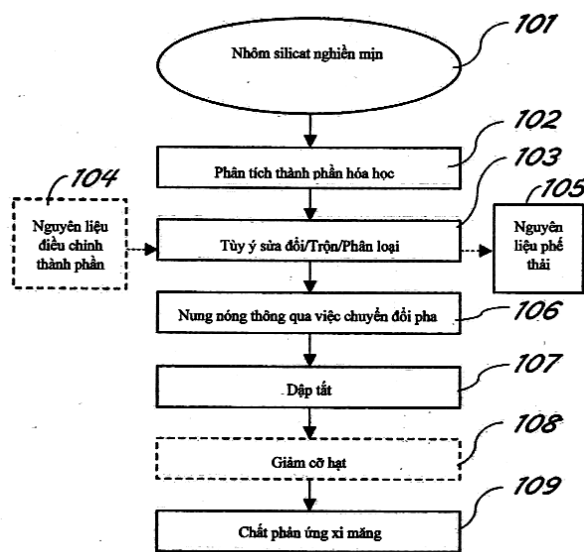 101
Nhôm silicat nghiền mịn
102
Phân tích thành phần hóa học
103
104
Nguyên liệu
điều chỉnh
thành phần
Tùy ý sửa đổi/Trộn/Phân loại
105
Nguyên
liệu phế
thải
Nung nóng thông qua việc chuyển đổi pha
106
Dập tắt
107
Giảm cỡ hạt
108
Chất phản ứng xi măng
109